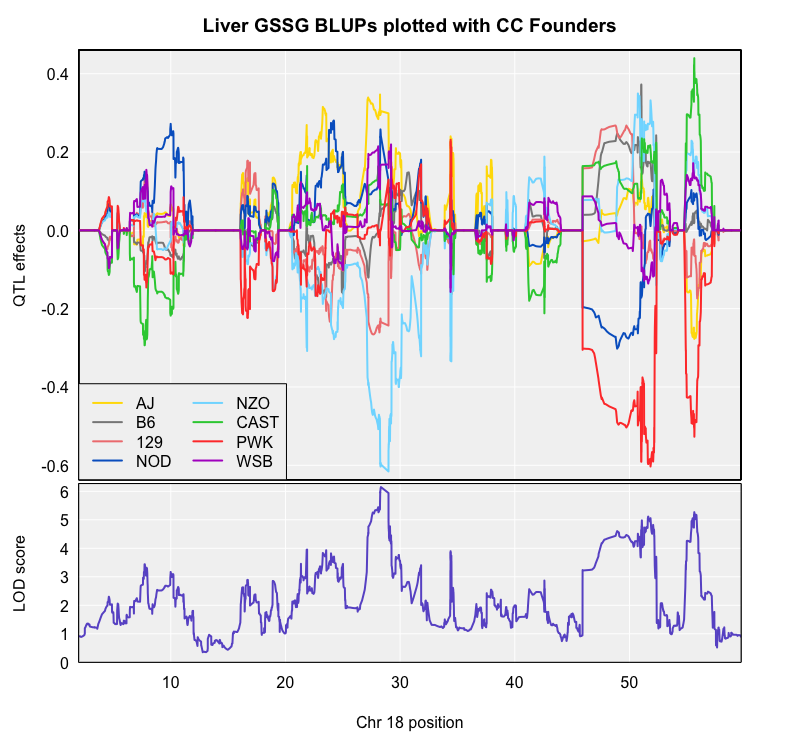 Liver GSSG BLUPs plotted with CC Founders
QTL effects
0.4
0.2
0.0
-0.2
-0.4
-0.6
AJ NZO
B6 CAST
129 PWK
NOD WSB
LOD score
6
5
4
3
2
1
0
10 20 30 40 50
Chr 18 position